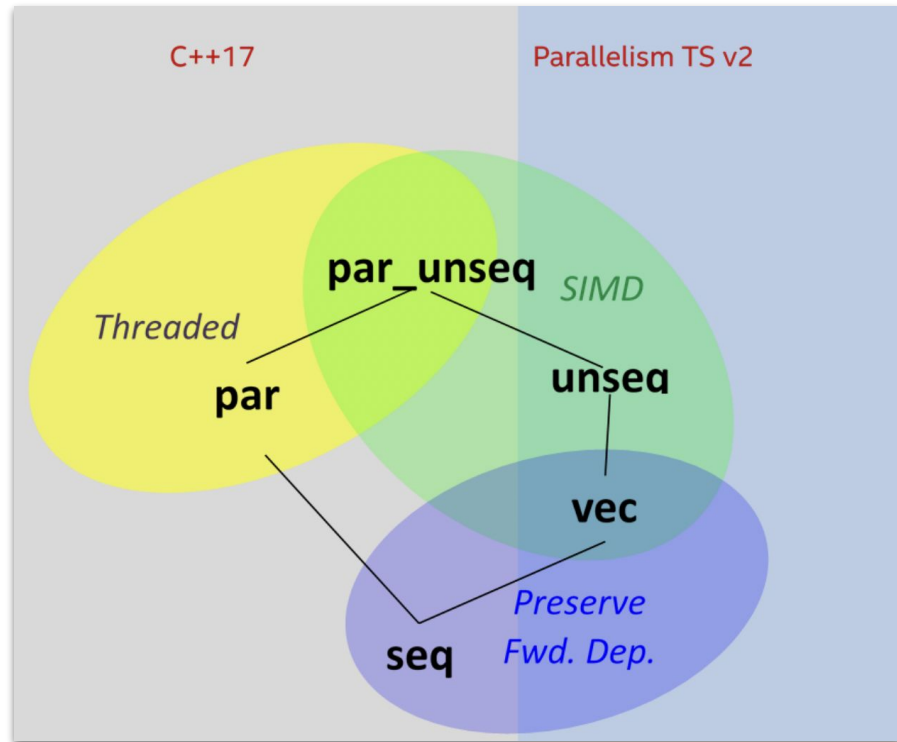 C++17
Parallelism TS v2
par_unseq
SIMD
Threaded
unseq
par
vec
Preserve
Fwd. Dep.
seq